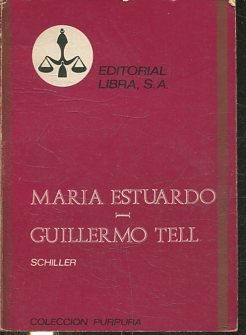 EDITORIAL
LIBRA, S.A.
MARIA ESTUARDO
GUILLERMO TELL
SCHILLER
COLECCION PURPURA